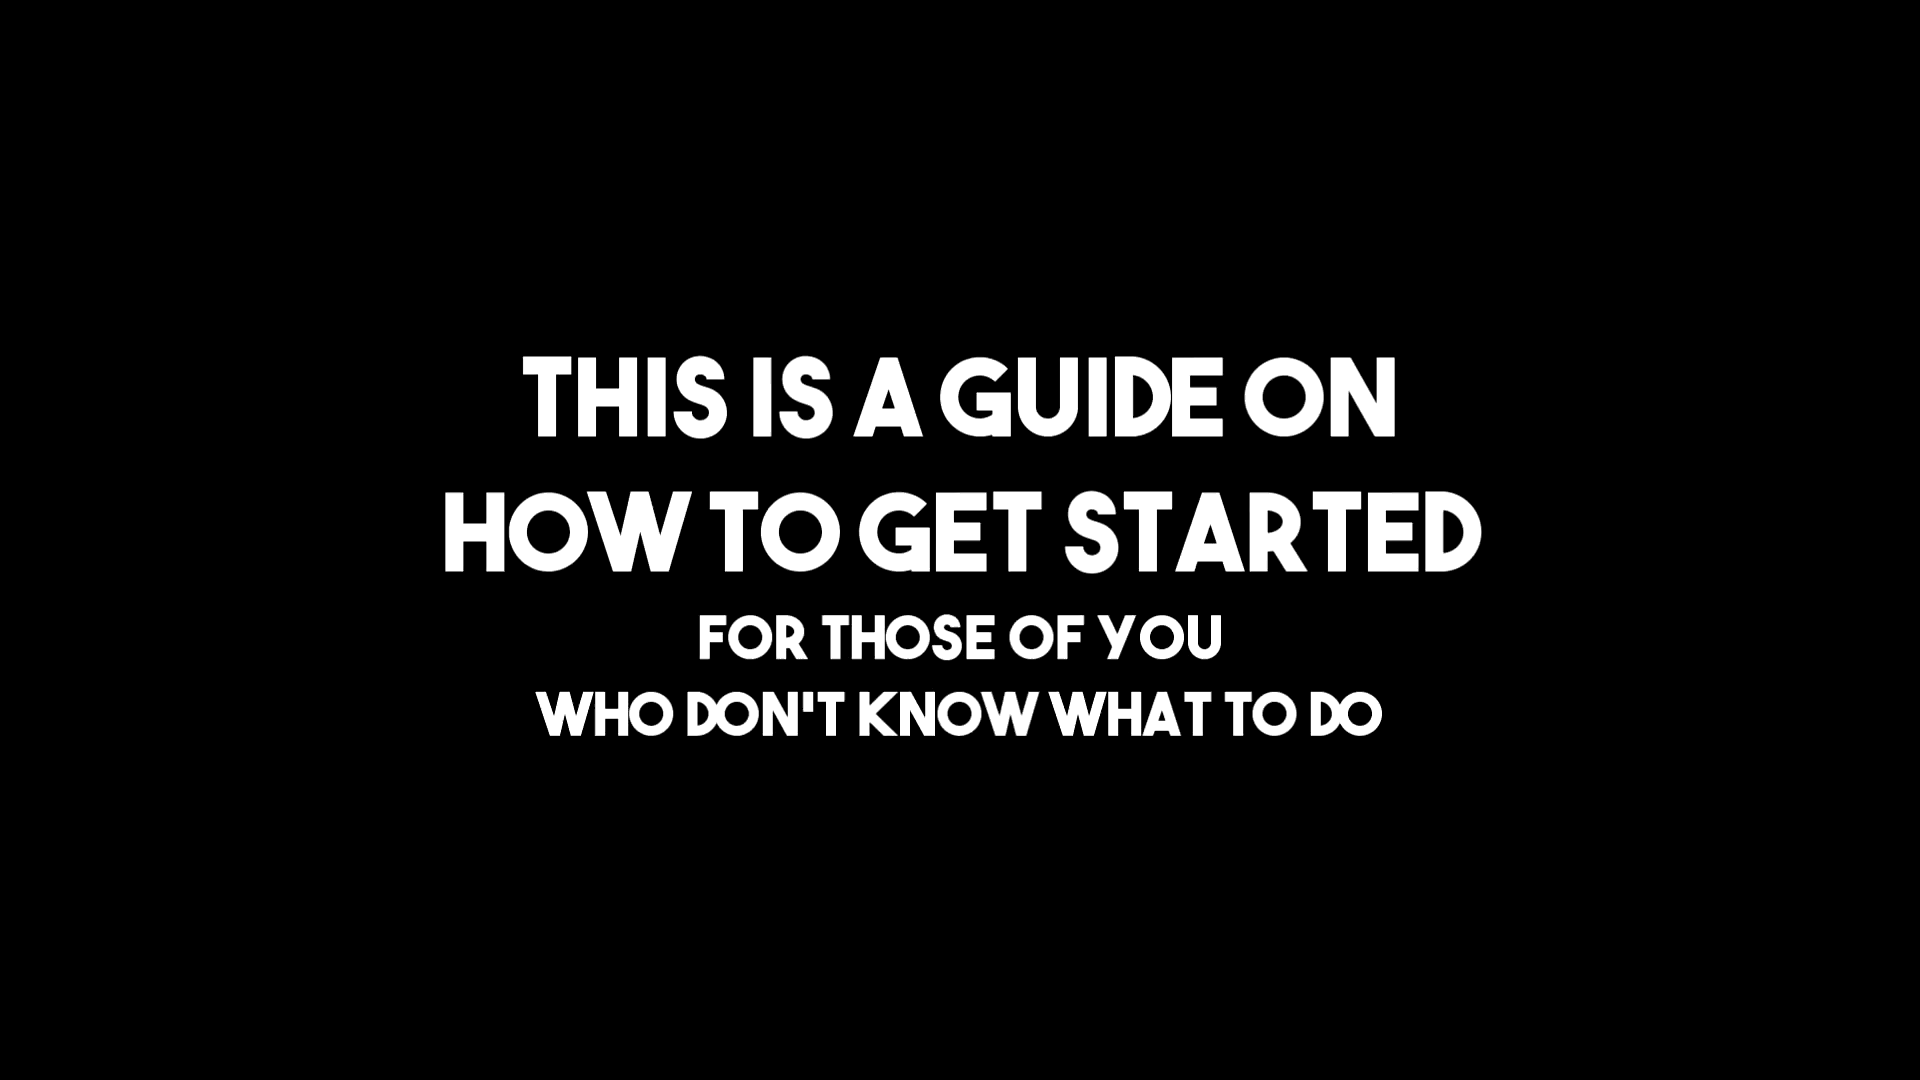 THIS IS A GUIDE ON
HOW TO GET STARTED
FOR THOSE OF YOU
WHO DON'T KNOW WHAT TO DO